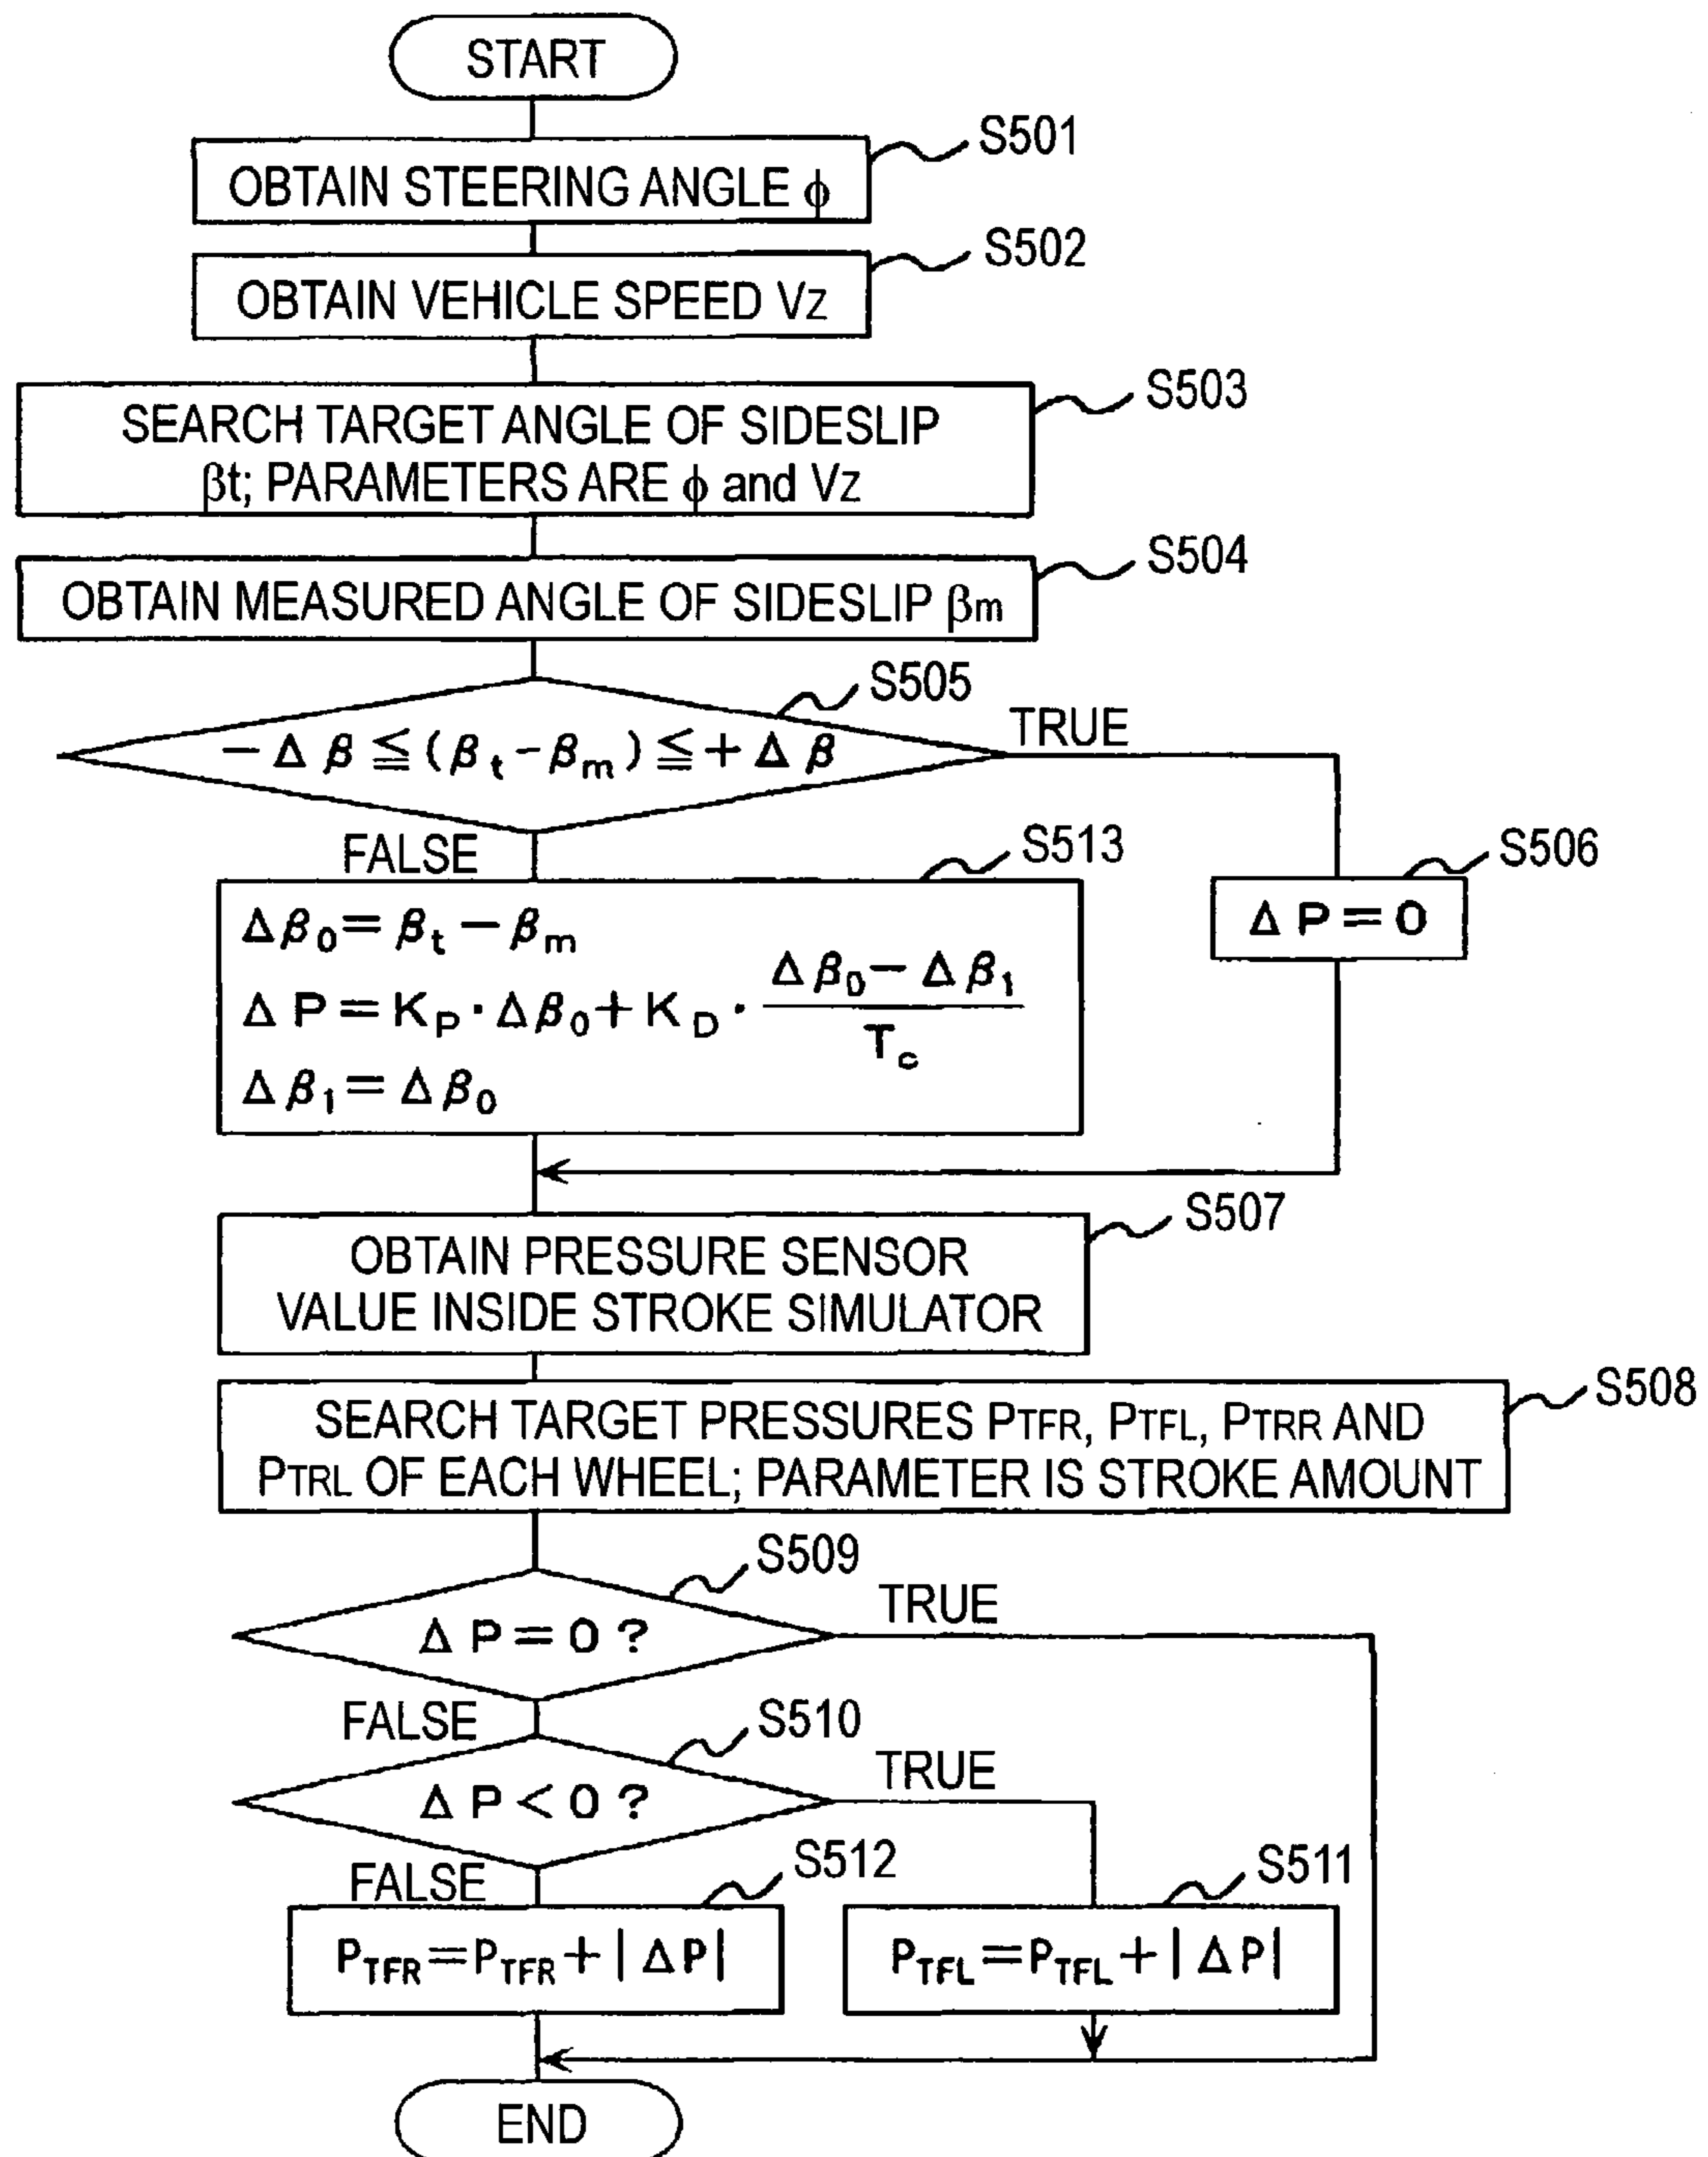 START
S501
OBTAIN STEERING ANGLE ϕ
S502
OBTAIN VEHICLE SPEED Vz
S503
SEARCH TARGET ANGLE OF SIDESLIP
βt; PARAMETERS ARE ϕ and Vz
S504
OBTAIN MEASURED ANGLE OF SIDESLIP βm
S505
−Δβ≦(βt−βm)≦+Δβ
TRUE
FALSE
S513
S506
Δβ0=βt−βm
ΔP=KP·Δβ0+KD·(Δβ0−Δβ1)/Tc
Δβ1=Δβ0
ΔP=0
S507
OBTAIN PRESSURE SENSOR
VALUE INSIDE STROKE SIMULATOR
S508
SEARCH TARGET PRESSURES PTFR, PTFL, PTRR AND
PTRL OF EACH WHEEL; PARAMETER IS STROKE AMOUNT
S509
ΔP=0?
TRUE
FALSE
S510
ΔP<0?
TRUE
FALSE
S512
S511
PTFR=PTFR+|ΔP|
PTFL=PTFL+|ΔP|
END